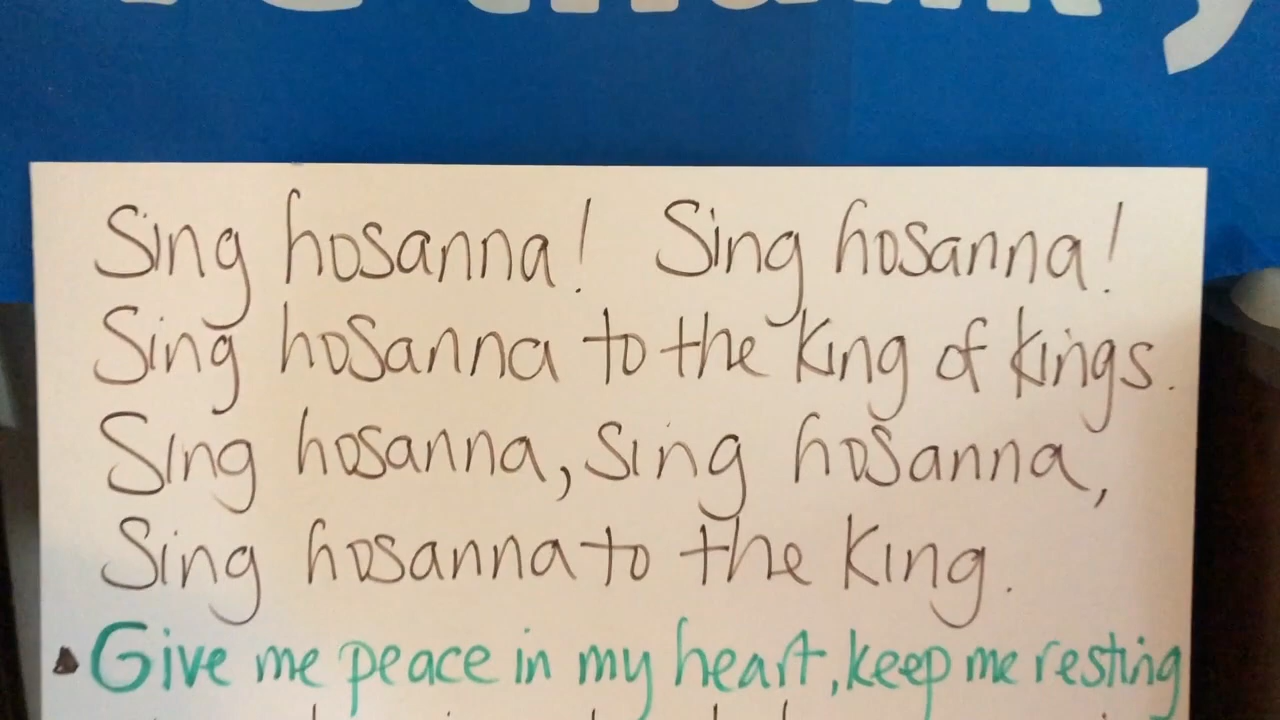 Sing hosanna! Sing hosanna!
Sing hosanna to the King of kings.
Sing hosanna, sing hosanna,
Sing hosanna to the King.
• Give me peace in my heart, keep me resting